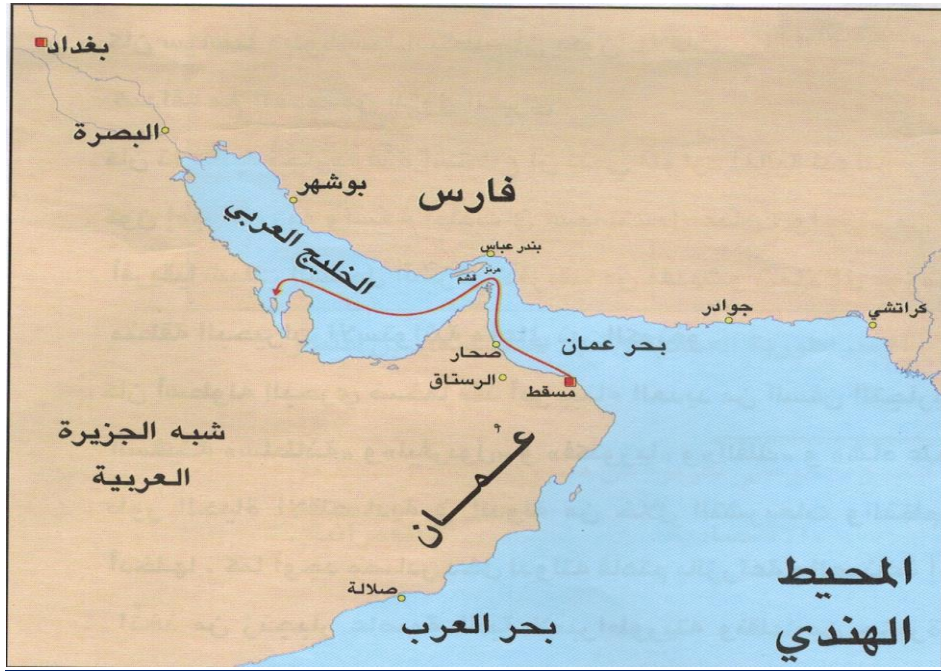 بغداد
البصرة
بوشهر
فارس
الخليج العربي
بندر عباس
هرمز
قشم
جوادر
كراتشي
بحر عمان
صحار
الرستاق
مسقط
عـمـان
شبه الجزيرة
العربية
صلالة
بحر العرب
المحيط
الهندي